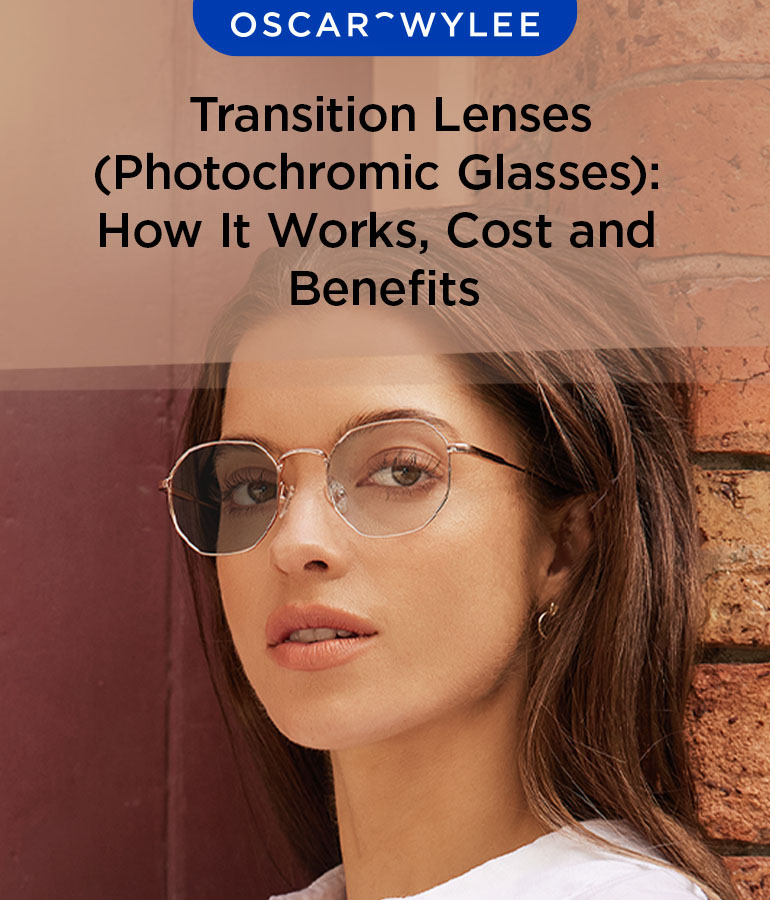 OSCAR⁀WYLEE
Transition Lenses
(Photochromic Glasses):
How It Works, Cost and
Benefits